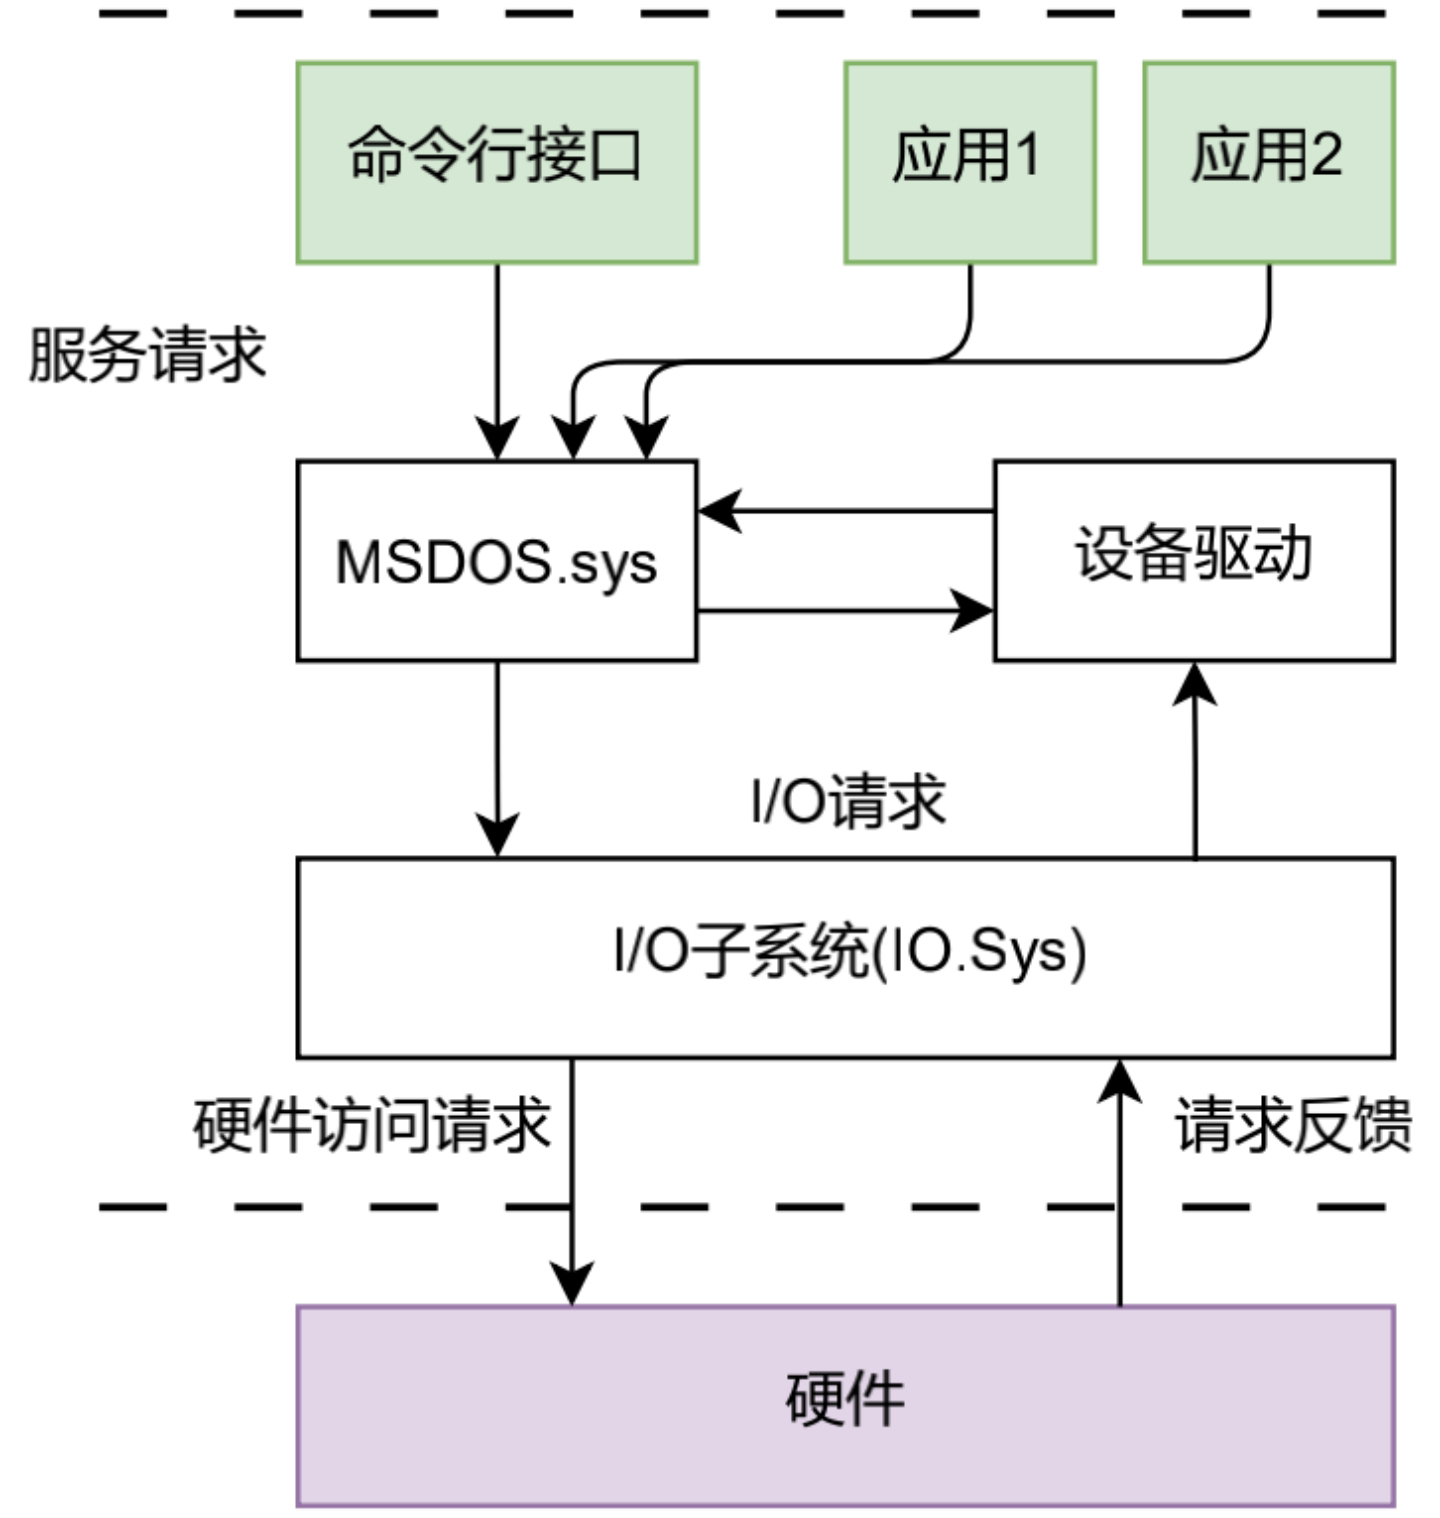 命令行接口
应用1
应用2
服务请求
MSDOS.sys
设备驱动
I/O请求
I/O子系统(IO.Sys)
硬件访问请求
请求反馈
硬件